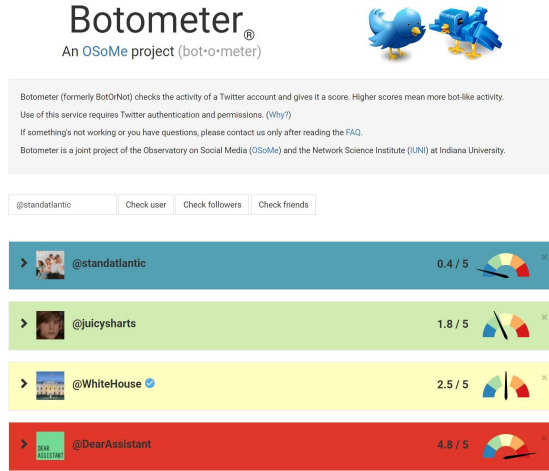 Botometer®
An OSoMe project (bot•o•meter)
Botometer (formerly BotOrNot) checks the activity of a Twitter account and gives it a score. Higher scores mean more bot-like activity.
Use of this service requires Twitter authentication and permissions. (Why?)
If something's not working or you have questions, please contact us only after reading the FAQ.
Botometer is a joint project of the Observatory on Social Media (OSoMe) and the Network Science Institute (IUNI) at Indiana University.
@standatlantic Check user Check followers Check friends
@standatlantic 0.4 / 5
@juicysharts 1.8 / 5
@WhiteHouse 2.5 / 5
DEAR
ASSISTANT
@DearAssistant 4.8 / 5